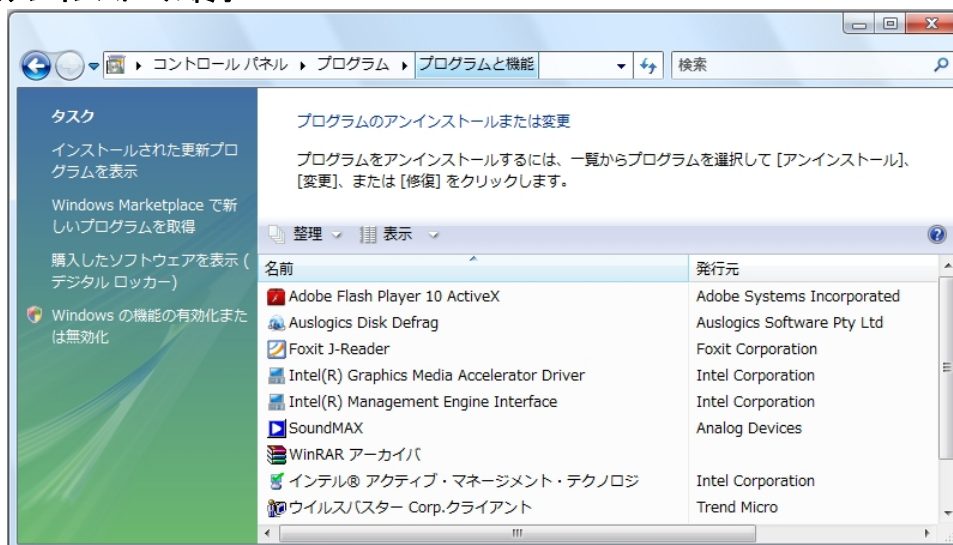 コントロール パネル ▸ プログラム ▸ プログラムと機能
検索
タスク
インストールされた更新プロ
グラムを表示
Windows Marketplace で新
しいプログラムを取得
購入したソフトウェアを表示 (
デジタル ロッカー)
Windows の機能の有効化また
は無効化
プログラムのアンインストールまたは変更
プログラムをアンインストールするには、一覧からプログラムを選択して [アンインストール]、
[変更]、または [修復] をクリックします。
整理 表示
名前 発行元
Adobe Flash Player 10 ActiveX Adobe Systems Incorporated
Auslogics Disk Defrag Auslogics Software Pty Ltd
Foxit J-Reader Foxit Corporation
Intel(R) Graphics Media Accelerator Driver Intel Corporation
Intel(R) Management Engine Interface Intel Corporation
SoundMAX Analog Devices
WinRAR アーカイバ
インテル® アクティブ・マネージメント・テクノロジ Intel Corporation
ウイルスバスター Corp.クライアント Trend Micro